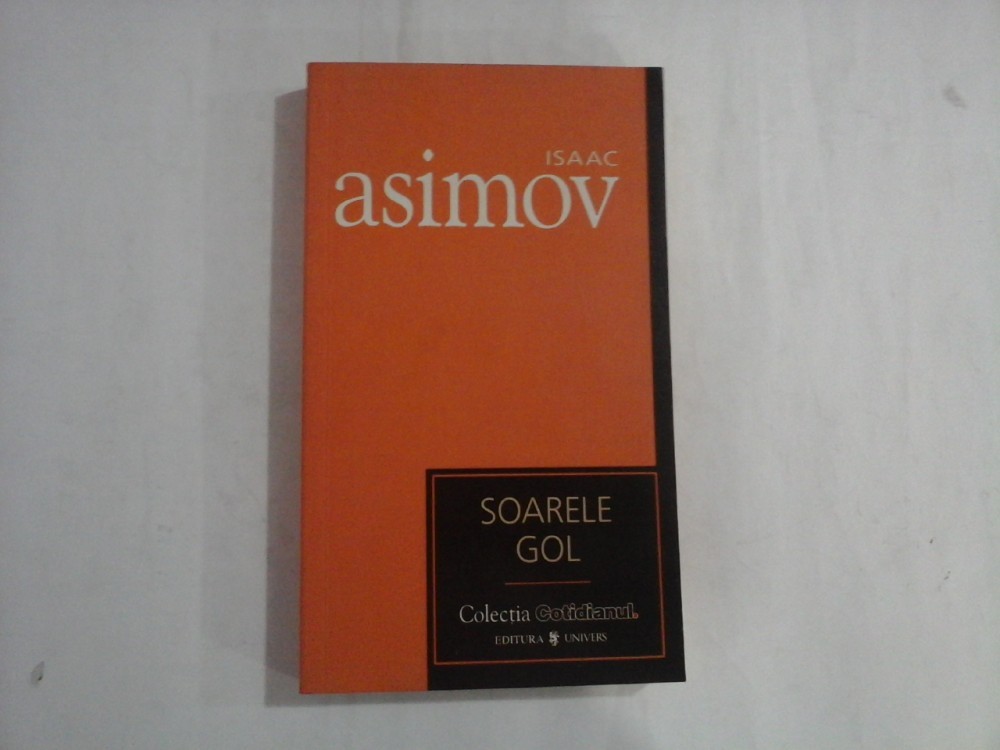 ISAAC
asimov
SOARELE
GOL
Colecția Cotidianul.
EDITURA UNIVERS